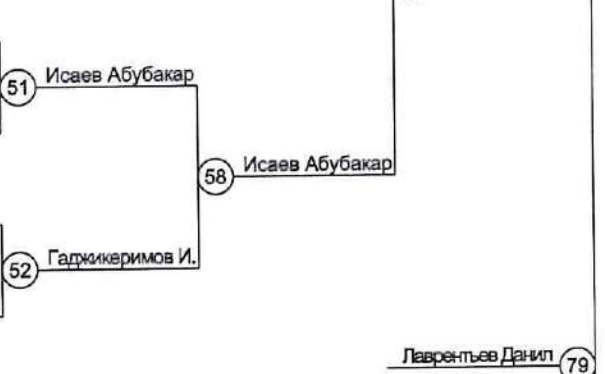 51 Исаев Абубакар
58 Исаев Абубакар
52 Гаджикеримов И.
Лаврентьев Данил 79